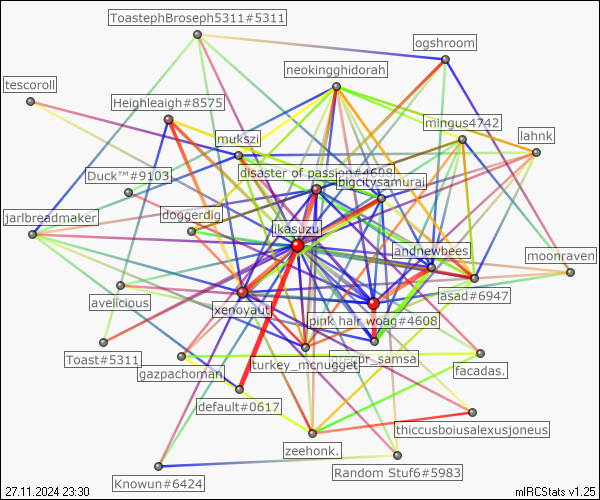 ToastephBroseph5311#5311
ogshroom
neokingghidorah
tescoroll
Heighleaigh#8575
mingus4742
lahnk
mukszi
disaster of passion#4608
Duck™#9103
bigcitysamurai
jarlbreadmaker
doggerdig
ikasuzu
andnewbees
moonraven
avelicious
asad#6947
xenoyaut
pink hair woag#4608
Toast#5311
gregor_samsa
turkey_mcnugget
gazpachoman
facadas.
default#0617
thiccusboiusalexusjoneus
zeehonk.
Random Stuf6#5983
Knowun#6424
27.11.2024 23:30
mIRCStats v1.25